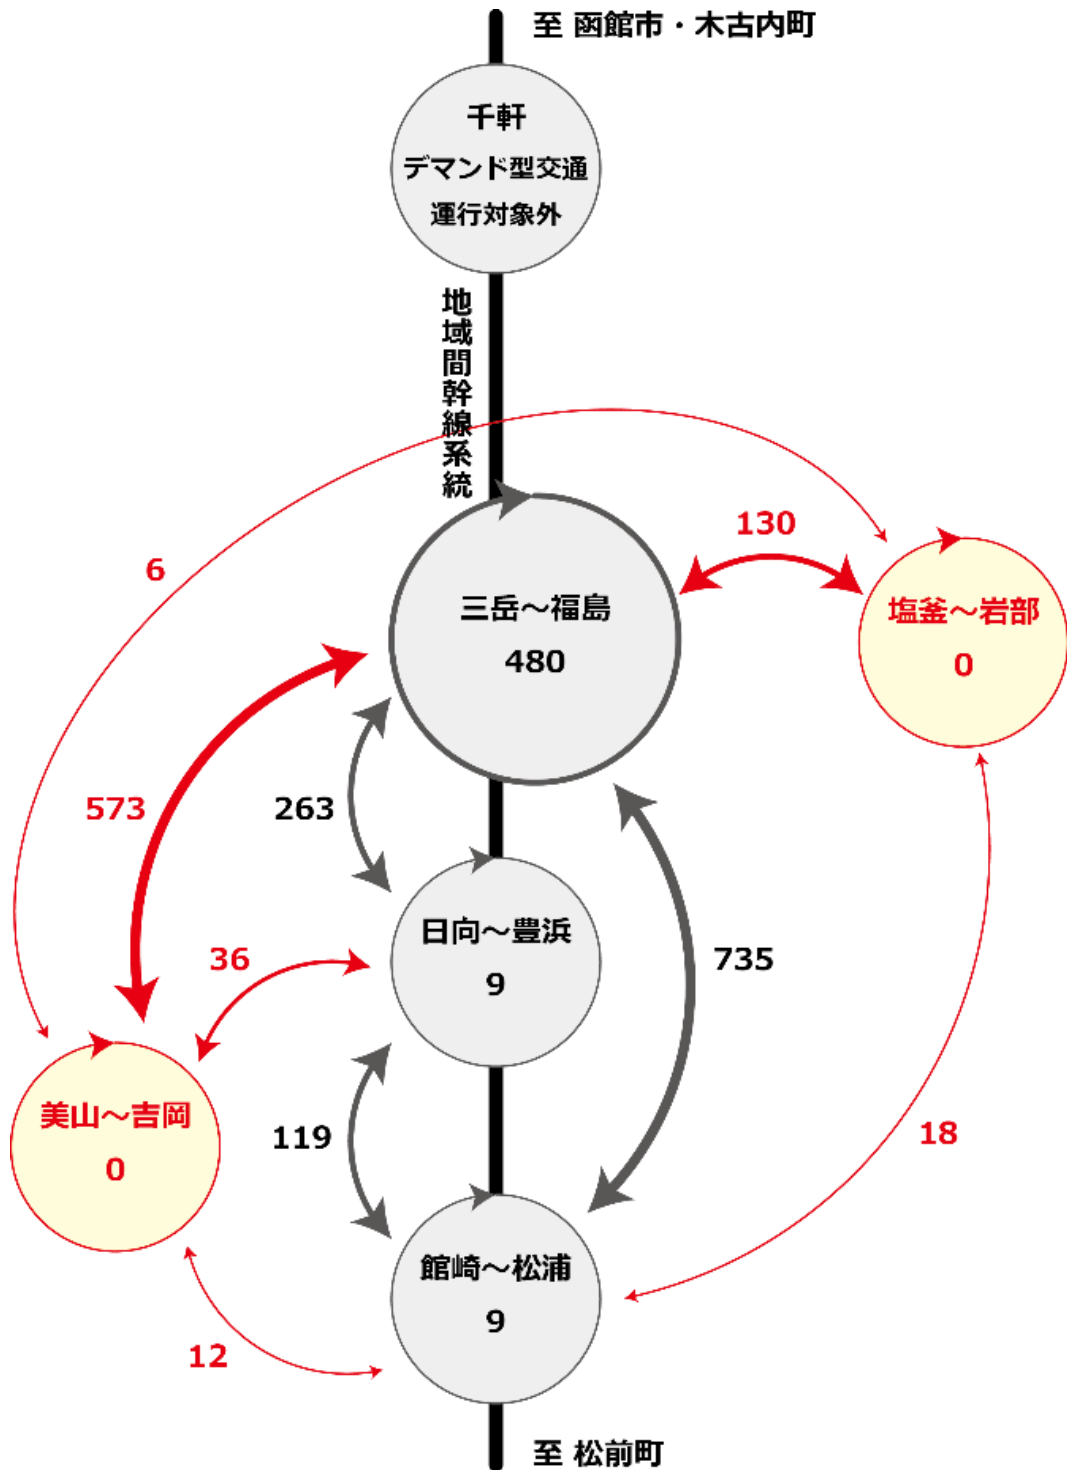 至 函館市・木古内町
千軒
デマンド型交通
運行対象外
地域間幹線系統
6
130
三岳～福島
480
塩釜～岩部
0
573
263
日向～豊浜
9
36
735
美山～吉岡
0
119
18
館崎～松浦
9
12
至 松前町